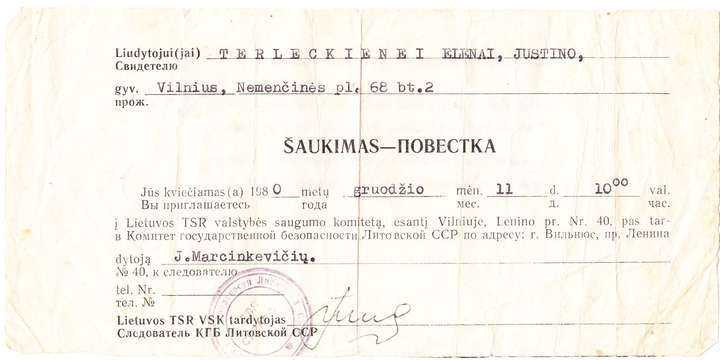 Liudytojui(jai) TERLECKIENEI ELENAI, JUSTINO,
Свидетелю
gyv. Vilnius, Nemenčinės pl. 68 bt.2
прож.
ŠAUKIMAS—ПОВЕСТКА
Jūs kviečiamas(a) 1980 metų gruodžio mėn. 11 d. 10⁰⁰ val.
Вы приглашаетесь года мес. д. час.
į Lietuvos TSR valstybės saugumo komitetą, esantį Vilniuje, Lenino pr. Nr. 40, pas tar-
в Комитет государственной безопасности Литовской ССР по адресу: г. Вильнюс, пр. Ленина
dytoją J.Marcinkevičių.
№ 40, к следователю
tel. Nr.
тел. №
Lietuvos TSR VSK tardytojas
Следователь КГБ Литовской ССР